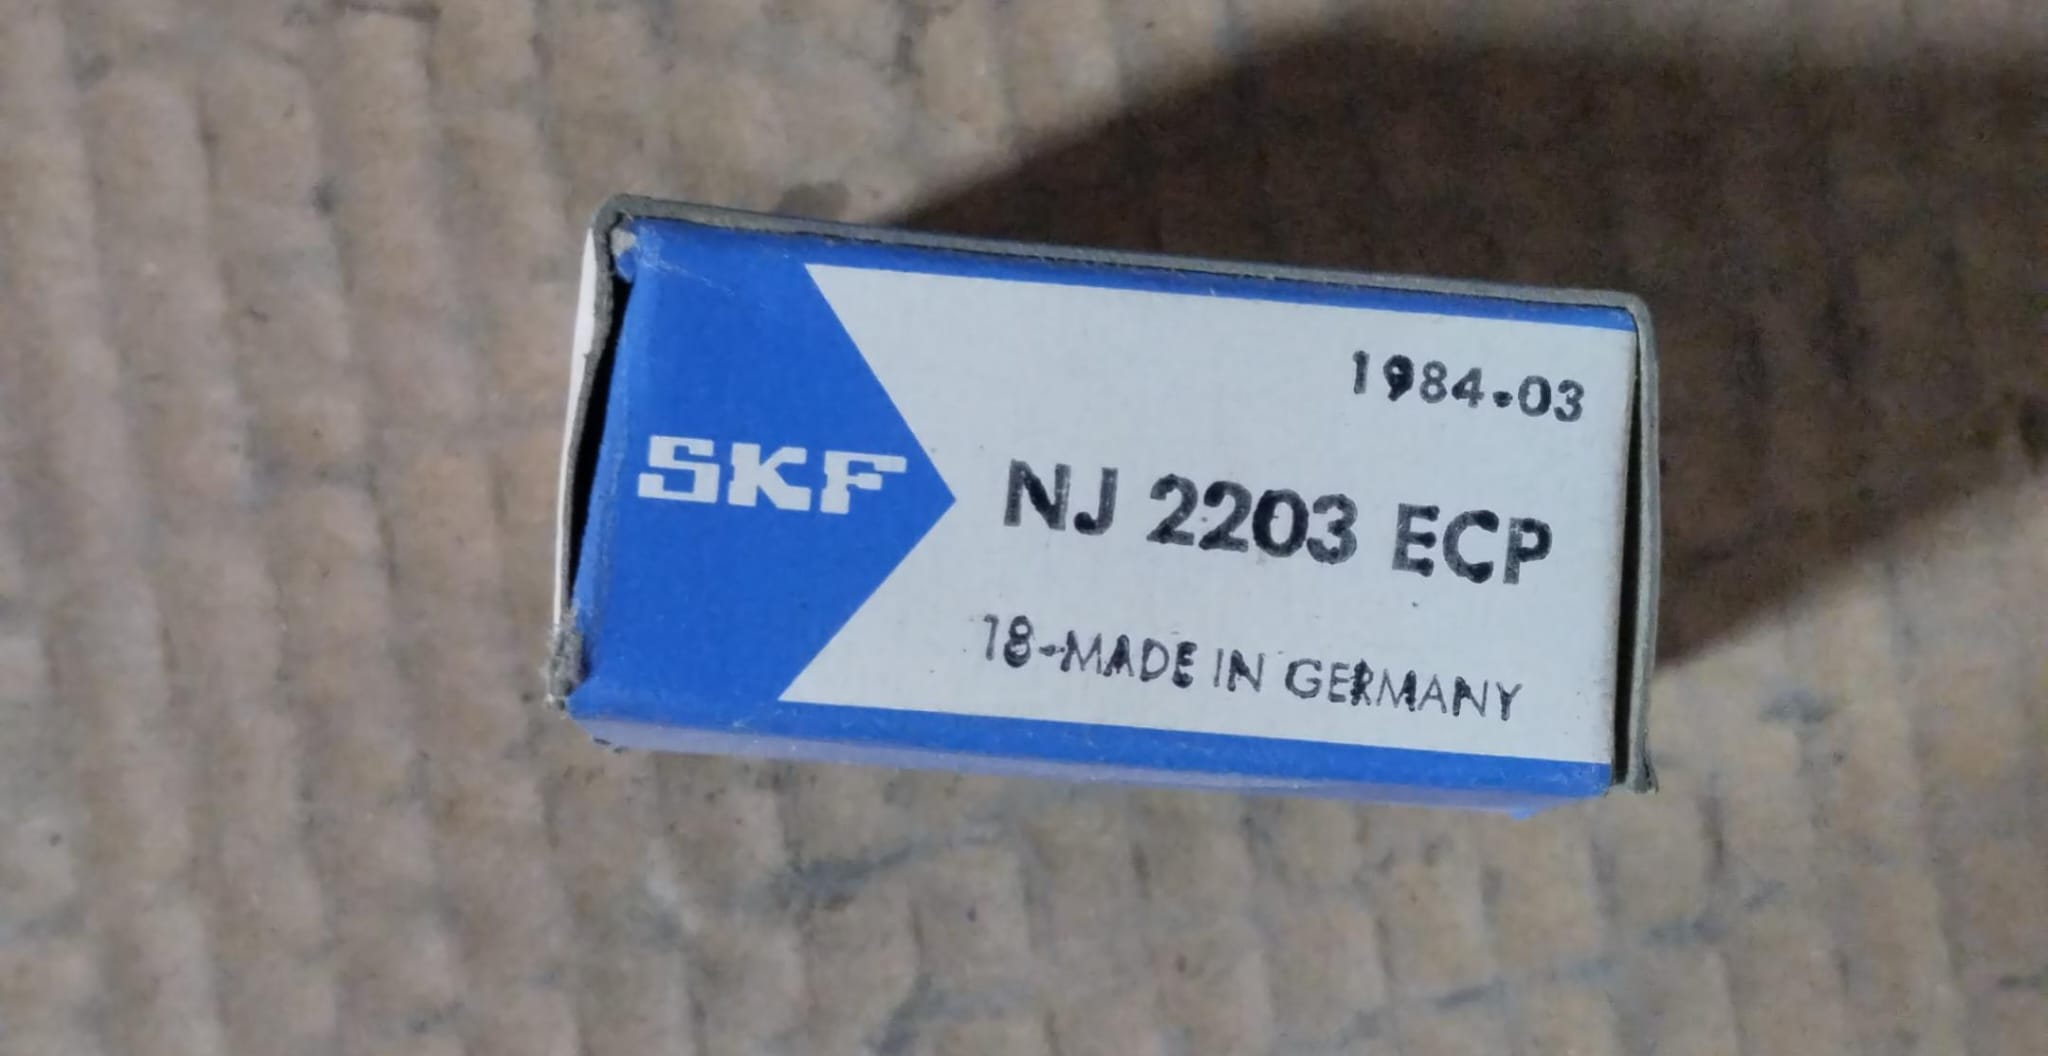 SKF
1984-03
NJ 2203 ECP
18-MADE IN GERMANY